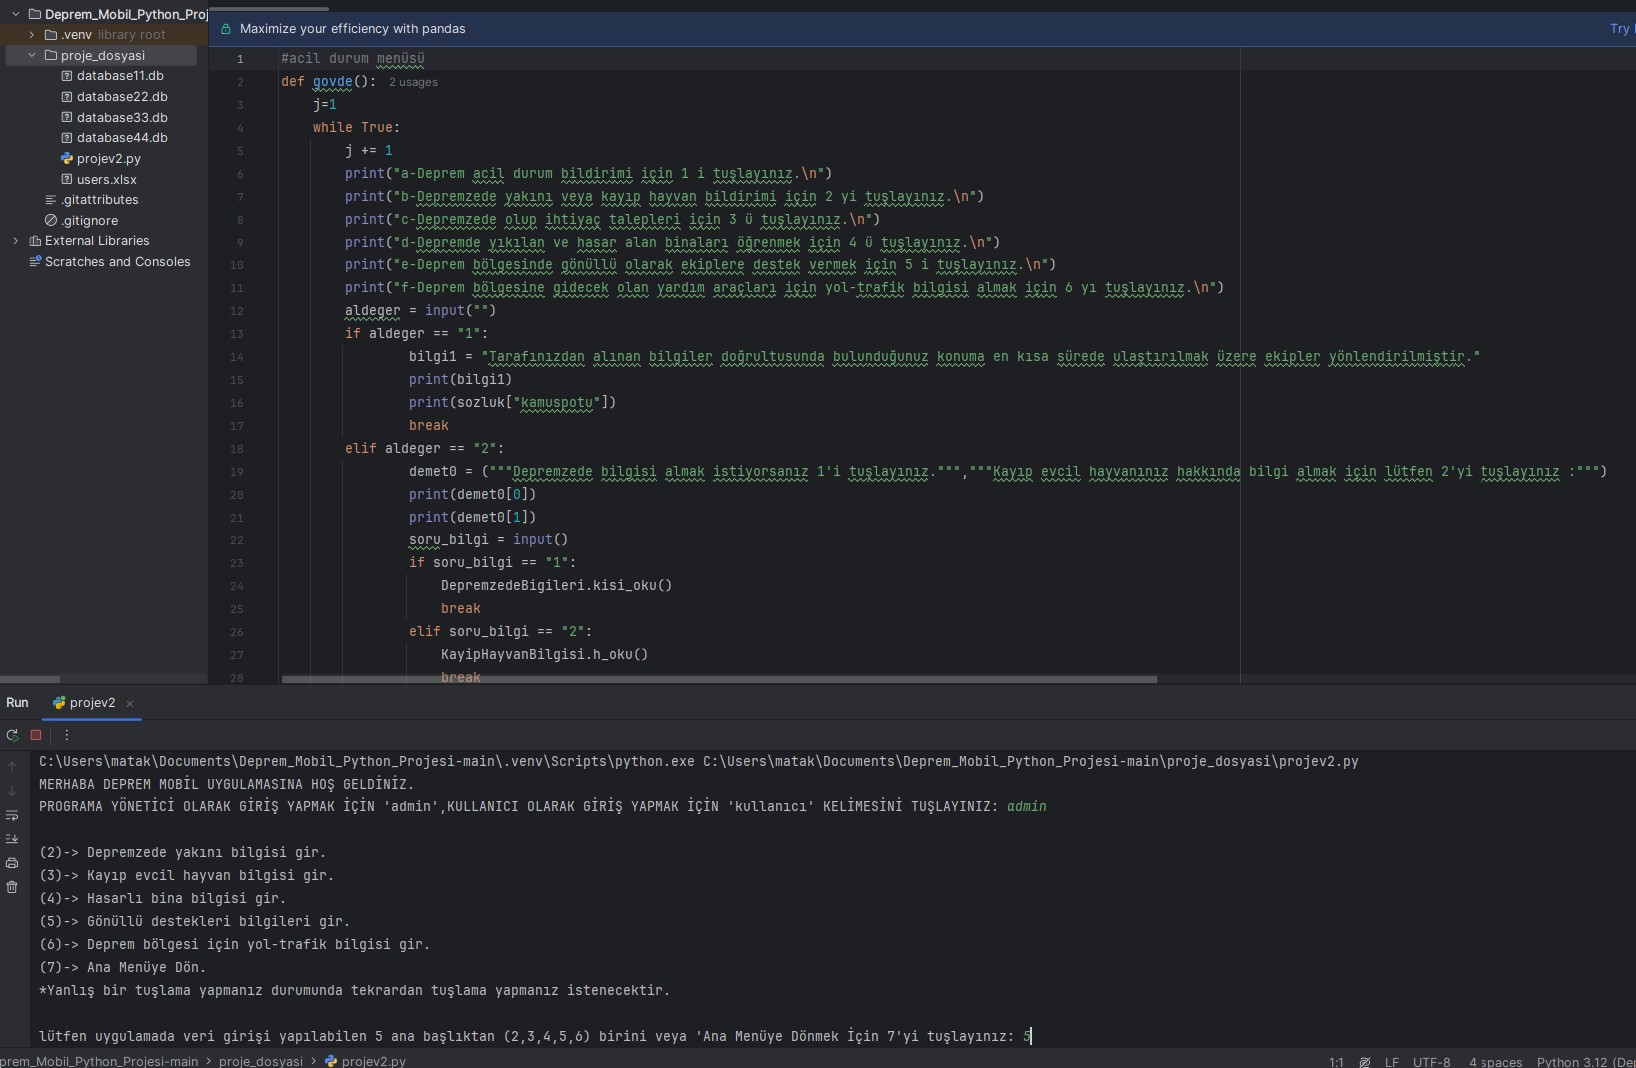 Deprem_Mobil_Python_Proj
.venv library root
proje_dosyasi
database11.db
database22.db
database33.db
database44.db
projev2.py
users.xlsx
.gitattributes
.gitignore
External Libraries
Scratches and Consoles
Maximize your efficiency with pandas
Try
1 #acil durum menüsü
2 def govde(): 2 usages
3 j=1
4 while True:
5 j += 1
6 print("a-Deprem acil durum bildirimi için 1 i tuşlayınız.\n")
7 print("b-Depremzede yakını veya kayıp hayvan bildirimi için 2 yi tuşlayınız.\n")
8 print("c-Depremzede olup ihtiyaç talepleri için 3 ü tuşlayınız.\n")
9 print("d-Depremde yıkılan ve hasar alan binaları öğrenmek için 4 ü tuşlayınız.\n")
10 print("e-Deprem bölgesinde gönüllü olarak ekiplere destek vermek için 5 i tuşlayınız.\n")
11 print("f-Deprem bölgesine gidecek olan yardım araçları için yol-trafik bilgisi almak için 6 yı tuşlayınız.\n")
12 aldeger = input("")
13 if aldeger == "1":
14 bilgi1 = "Tarafınızdan alınan bilgiler doğrultusunda bulunduğunuz konuma en kısa sürede ulaştırılmak üzere ekipler yönlendirilmiştir."
15 print(bilgi1)
16 print(sozluk["kamuspotu"])
17 break
18 elif aldeger == "2":
19 demet0 = ("""Depremzede bilgisi almak istiyorsanız 1'i tuşlayınız.""","""Kayıp evcil hayvanınız hakkında bilgi almak için lütfen 2'yi tuşlayınız :""")
20 print(demet0[0])
21 print(demet0[1])
22 soru_bilgi = input()
23 if soru_bilgi == "1":
24 DepremzedeBigileri.kisi_oku()
25 break
26 elif soru_bilgi == "2":
27 KayipHayvanBilgisi.h_oku()
28 break
Run projev2
C:\Users\matak\Documents\Deprem_Mobil_Python_Projesi-main\.venv\Scripts\python.exe C:\Users\matak\Documents\Deprem_Mobil_Python_Projesi-main\proje_dosyasi\projev2.py
MERHABA DEPREM MOBİL UYGULAMASINA HOŞ GELDİNİZ.
PROGRAMA YÖNETİCİ OLARAK GİRİŞ YAPMAK İÇİN 'admin',KULLANICI OLARAK GİRİŞ YAPMAK İÇİN 'kullanıcı' KELİMESİNİ TUŞLAYINIZ: admin
(2)-> Depremzede yakını bilgisi gir.
(3)-> Kayıp evcil hayvan bilgisi gir.
(4)-> Hasarlı bina bilgisi gir.
(5)-> Gönüllü destekleri bilgileri gir.
(6)-> Deprem bölgesi için yol-trafik bilgisi gir.
(7)-> Ana Menüye Dön.
*Yanlış bir tuşlama yapmanız durumunda tekrardan tuşlama yapmanız istenecektir.
lütfen uygulamada veri girişi yapılabilen 5 ana başlıktan (2,3,4,5,6) birini veya 'Ana Menüye Dönmek İçin 7'yi tuşlayınız: 5
prem_Mobil_Python_Projesi-main > proje_dosyasi > projev2.py
1:1 LF UTF-8 4 spaces Python 3.12 (De